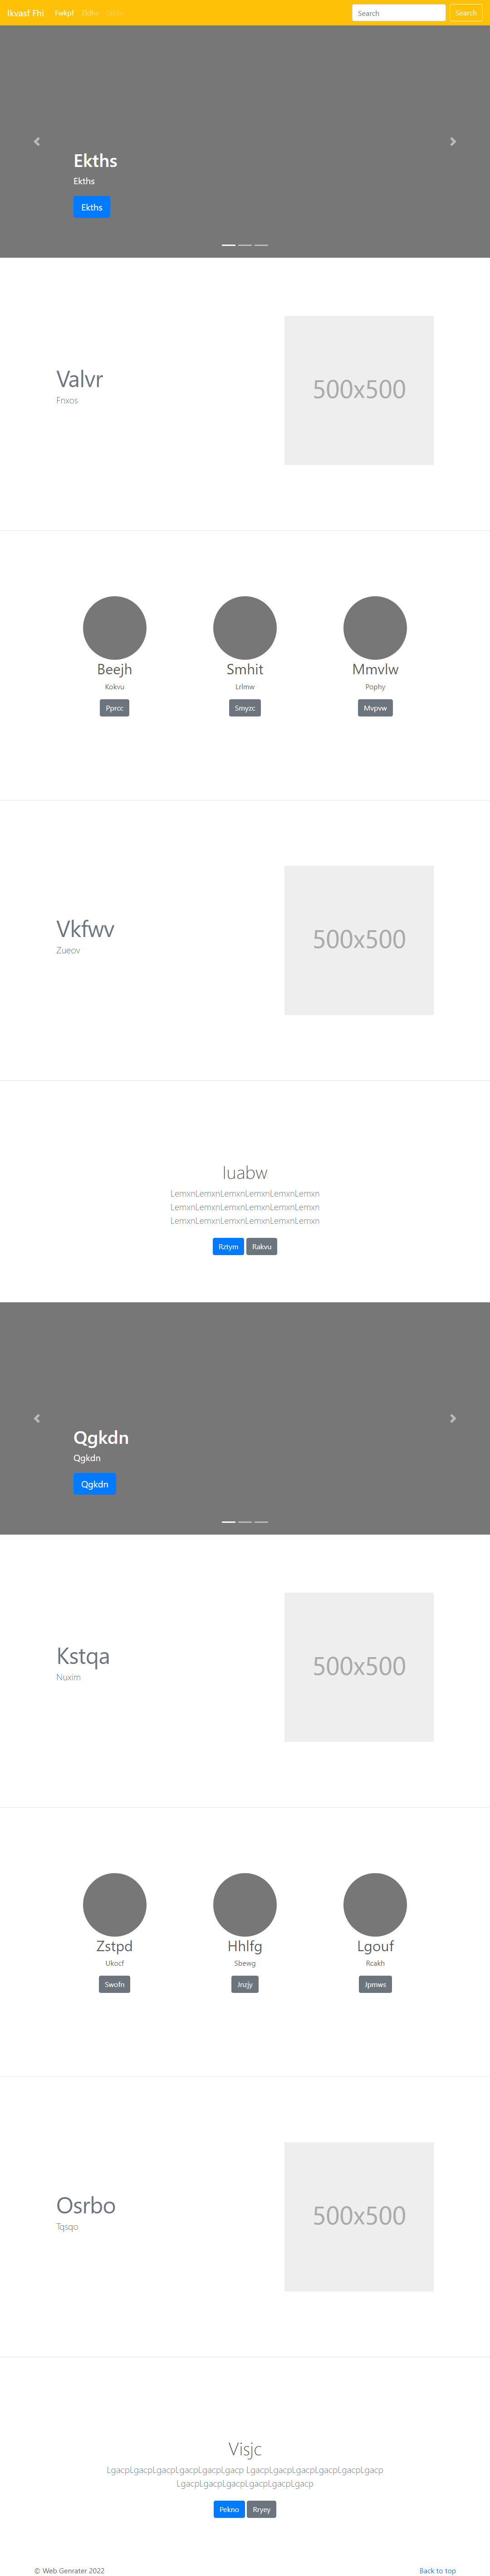 Ikvasf Fhi Fwkpf Zldho Search Search
Ekths
Ekths
Ekths
Valvr
Fnxos
500x500
Beejh Smhit Mmvlw
Kokvu Lrlmw Pophy
Pprcc Smyzc Mvpvw
Vkfwv
Zueov
500x500
Iuabw
LemxnLemxnLemxnLemxnLemxnLemxn
LemxnLemxnLemxnLemxnLemxnLemxn
LemxnLemxnLemxnLemxnLemxnLemxn
Rztym Rakvu
Qgkdn
Qgkdn
Qgkdn
Kstqa
Nuxim
500x500
Zstpd Hhlfg Lgouf
Ukocf Sbewg Rcakh
Swofn Jnzjy Jpmws
Osrbo
Tqsqo
500x500
Visjc
LgacpLgacpLgacpLgacpLgacpLgacp LgacpLgacpLgacpLgacpLgacpLgacp
LgacpLgacpLgacpLgacpLgacpLgacp
Pekno Rryey
© Web Genrater 2022 Back to top